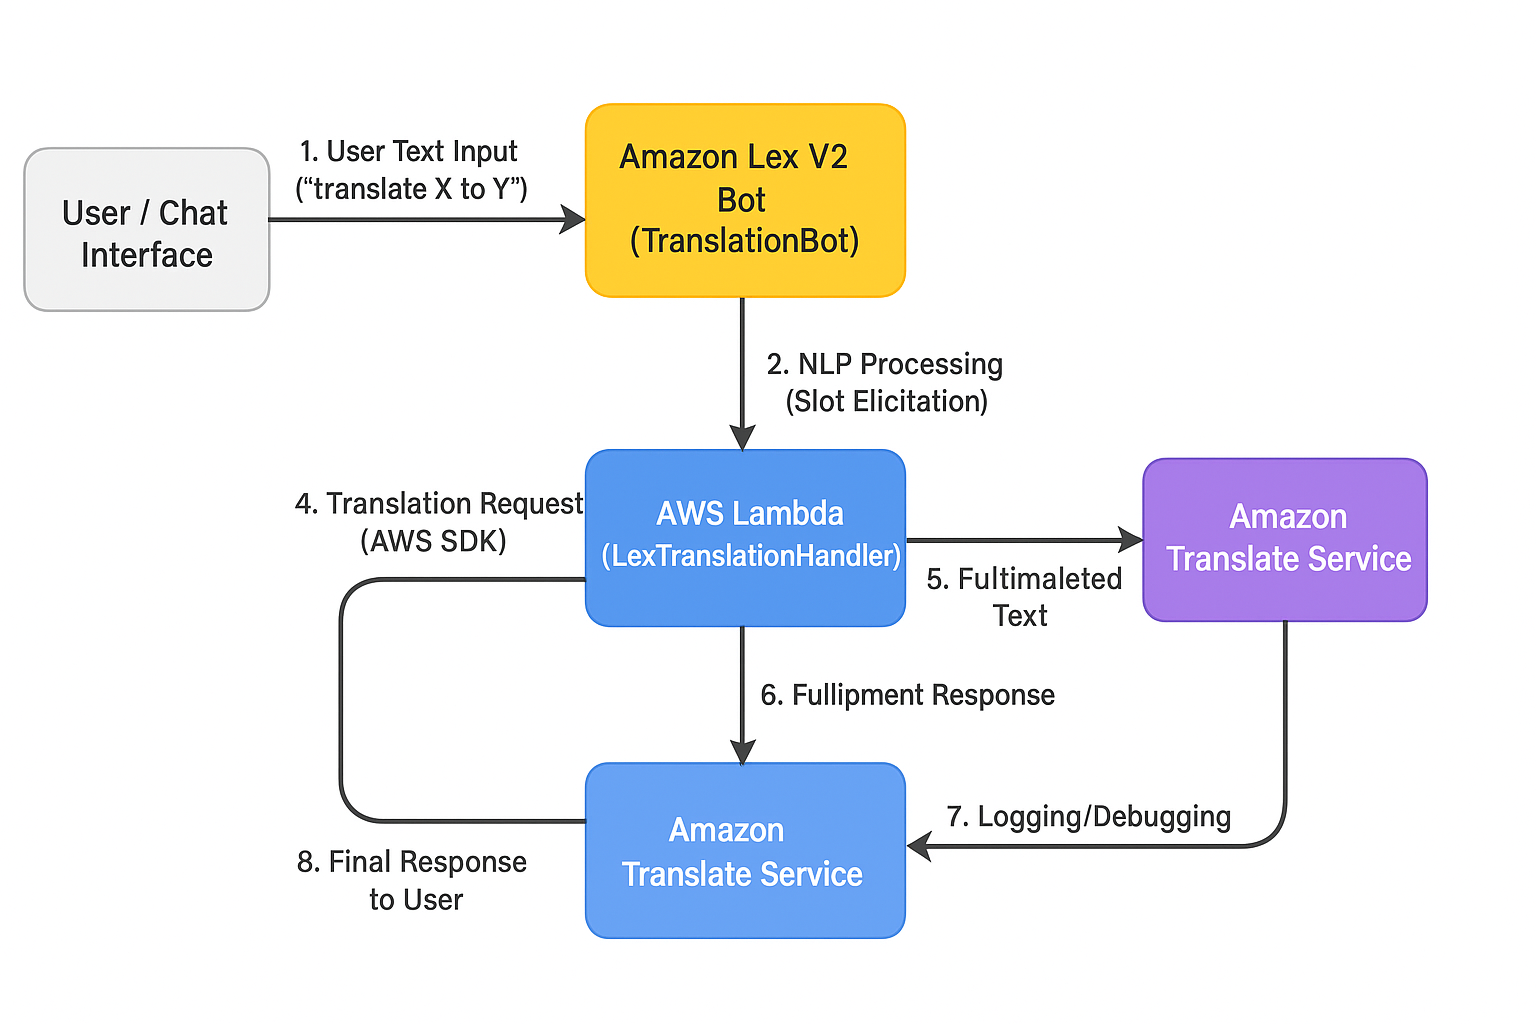 1. User Text Input
(“translate X to Y”)
User / Chat
Interface
Amazon Lex V2
Bot
(TranslationBot)
2. NLP Processing
(Slot Elicitation)
4. Translation Request
(AWS SDK)
AWS Lambda
(LexTranslationHandler)
Amazon
Translate Service
5. Fultimaleted
Text
6. Fullipment Response
7. Logging/Debugging
Amazon
Translate Service
8. Final Response
to User